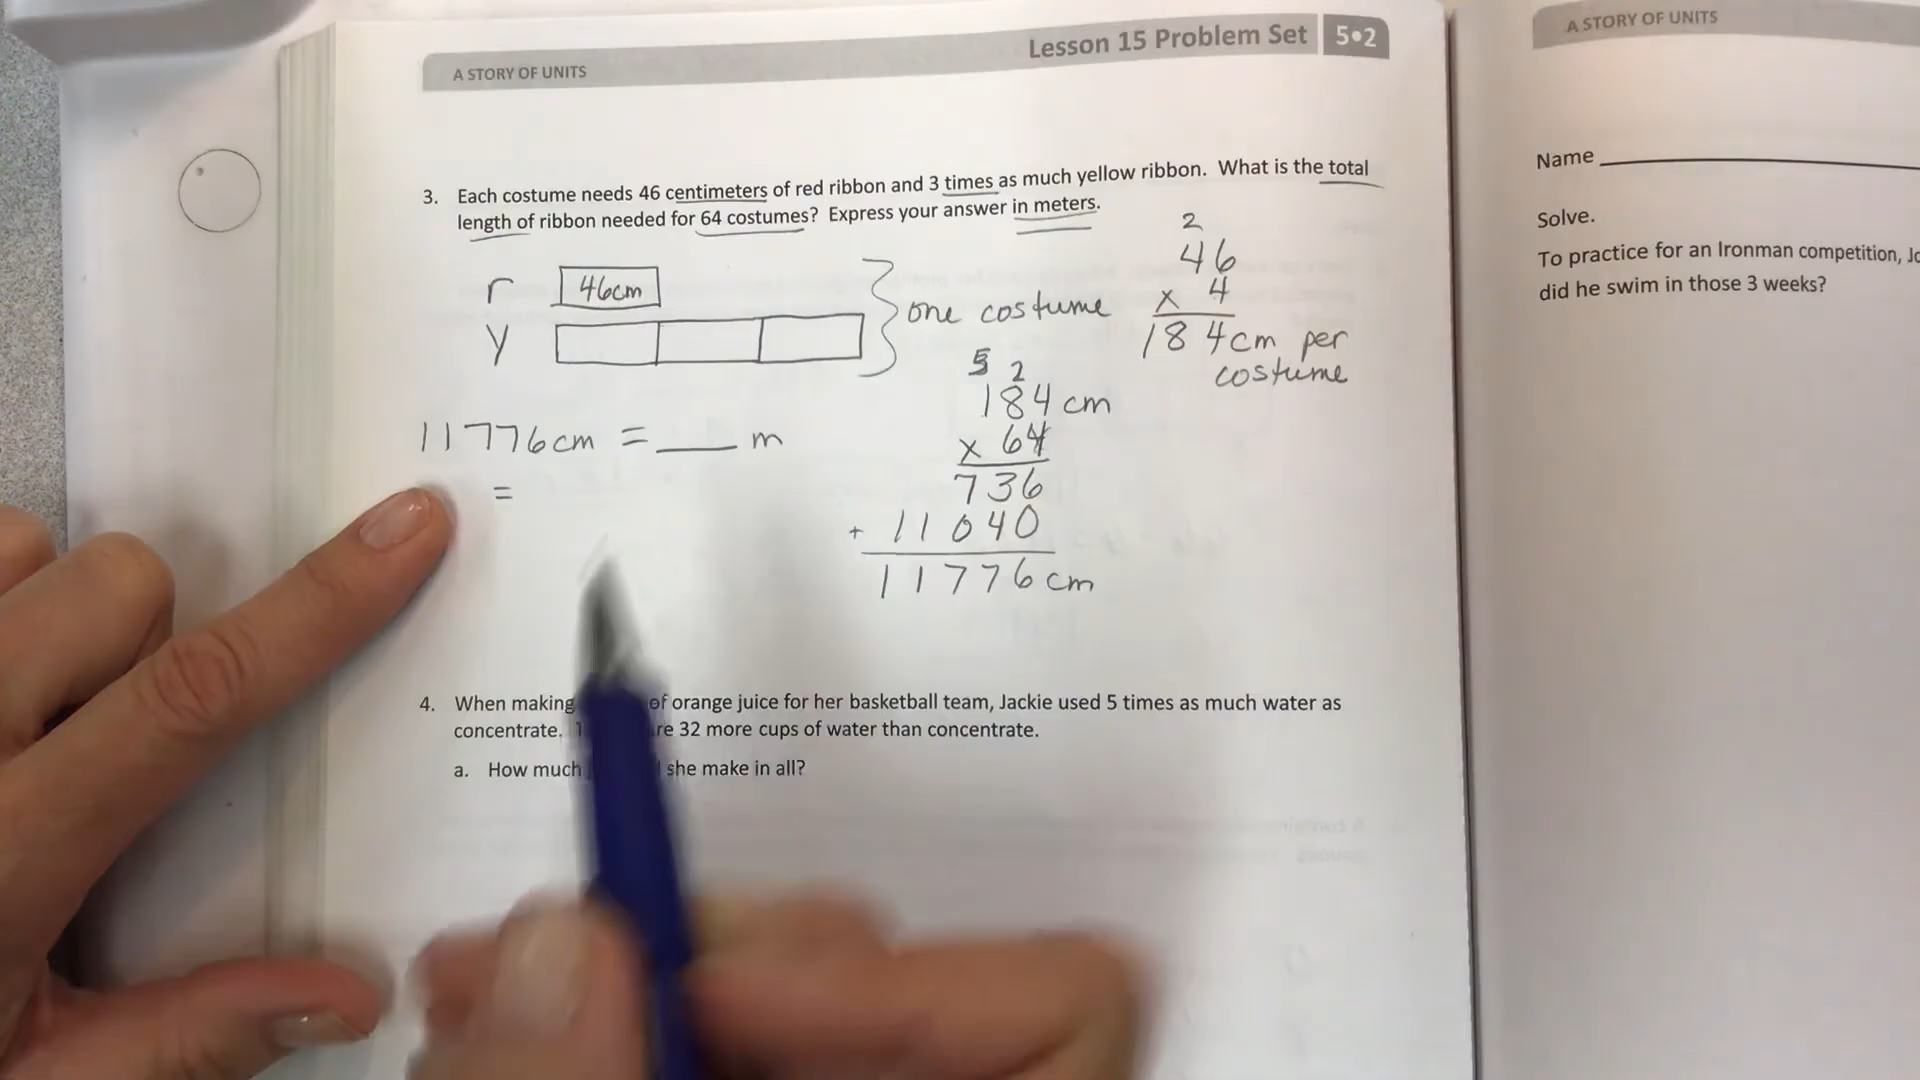 A STORY OF UNITS
Lesson 15 Problem Set 5•2
3. Each costume needs 46 centimeters of red ribbon and 3 times as much yellow ribbon. What is the total
length of ribbon needed for 64 costumes? Express your answer in meters.
r 46cm
y
one costume
2
46
x 4
184cm per
costume
5 2
184 cm
x 64
736
+ 11040
11776 cm
11776cm = ___ m
=
4. When making of orange juice for her basketball team, Jackie used 5 times as much water as
concentrate. 32 more cups of water than concentrate.
a. How much she make in all?
A STORY OF UNITS
Name
Solve.
To practice for an Ironman competition,
did he swim in those 3 weeks?